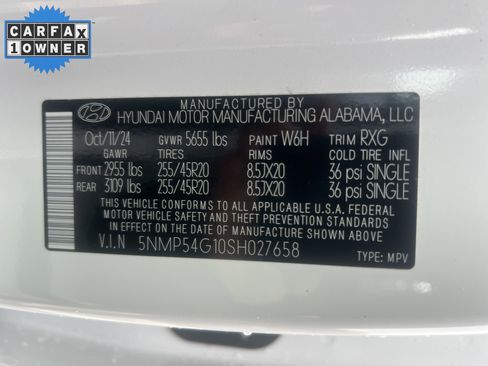 CARFAX
1 OWNER
MANUFACTURED BY
HYUNDAI MOTOR MANUFACTURING ALABAMA, LLC
Oct/11/24 GVWR 5655 lbs PAINT W6H TRIM RXG
GAWR TIRES RIMS COLD TIRE INFL
FRONT 2955 lbs 255/45R20 8.5JX20 36 psi SINGLE
REAR 3109 lbs 255/45R20 8.5JX20 36 psi SINGLE
THIS VEHICLE CONFORMS TO ALL APPLICABLE U.S.A. FEDERAL
MOTOR VEHICLE SAFETY AND THEFT PREVENTION STANDARDS
IN EFFECT ON THE DATE OF MANUFACTURE SHOWN ABOVE.
V.I.N 5NMP54G10SH027658
TYPE: MPV